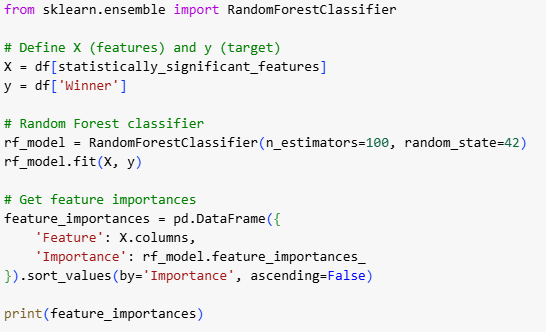 from sklearn.ensemble import RandomForestClassifier
# Define X (features) and y (target)
X = df[statistically_significant_features]
y = df['Winner']
# Random Forest classifier
rf_model = RandomForestClassifier(n_estimators=100, random_state=42)
rf_model.fit(X, y)
# Get feature importances
feature_importances = pd.DataFrame({
    'Feature': X.columns,
    'Importance': rf_model.feature_importances_
}).sort_values(by='Importance', ascending=False)
print(feature_importances)